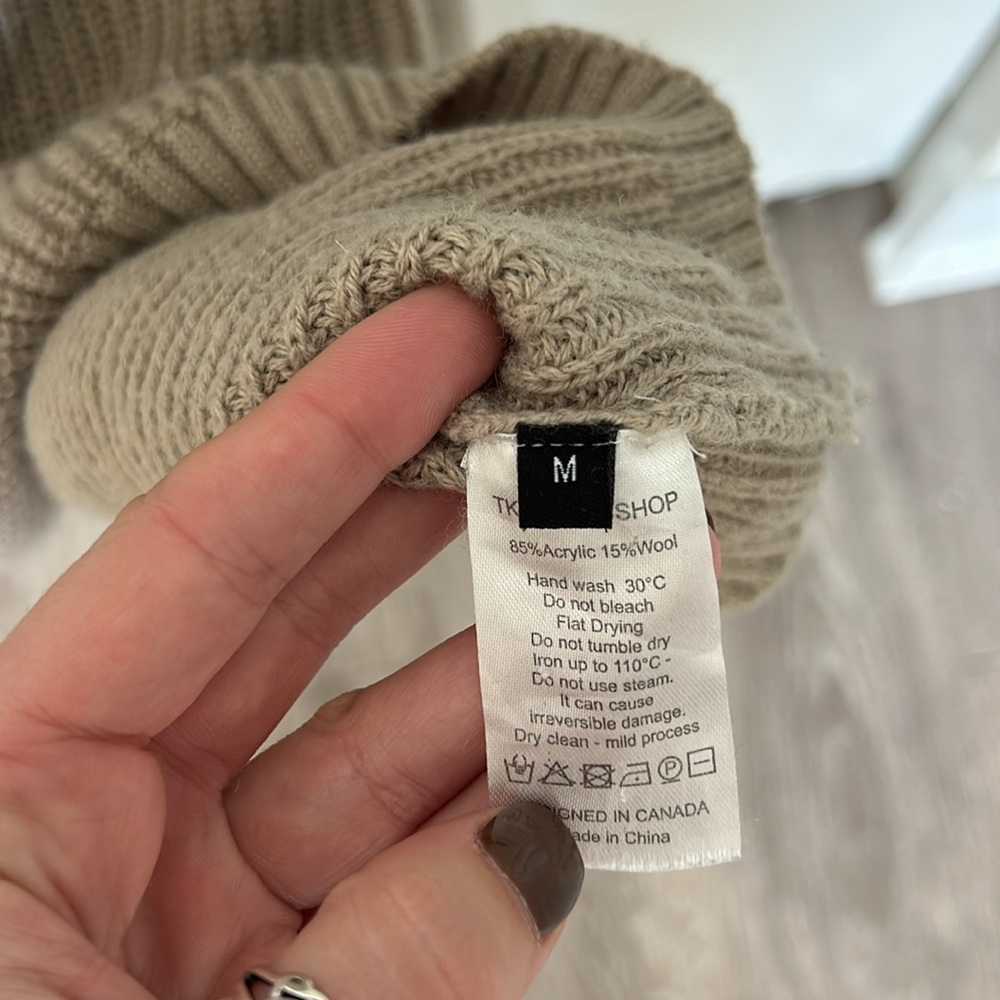 M
TK SHOP
85%Acrylic 15%Wool
Hand wash 30°C
Do not bleach
Flat Drying
Do not tumble dry
Iron up to 110°C -
Do not use steam.
It can cause
irreversible damage.
Dry clean - mild process
P
IGNED IN CANADA
ade in China